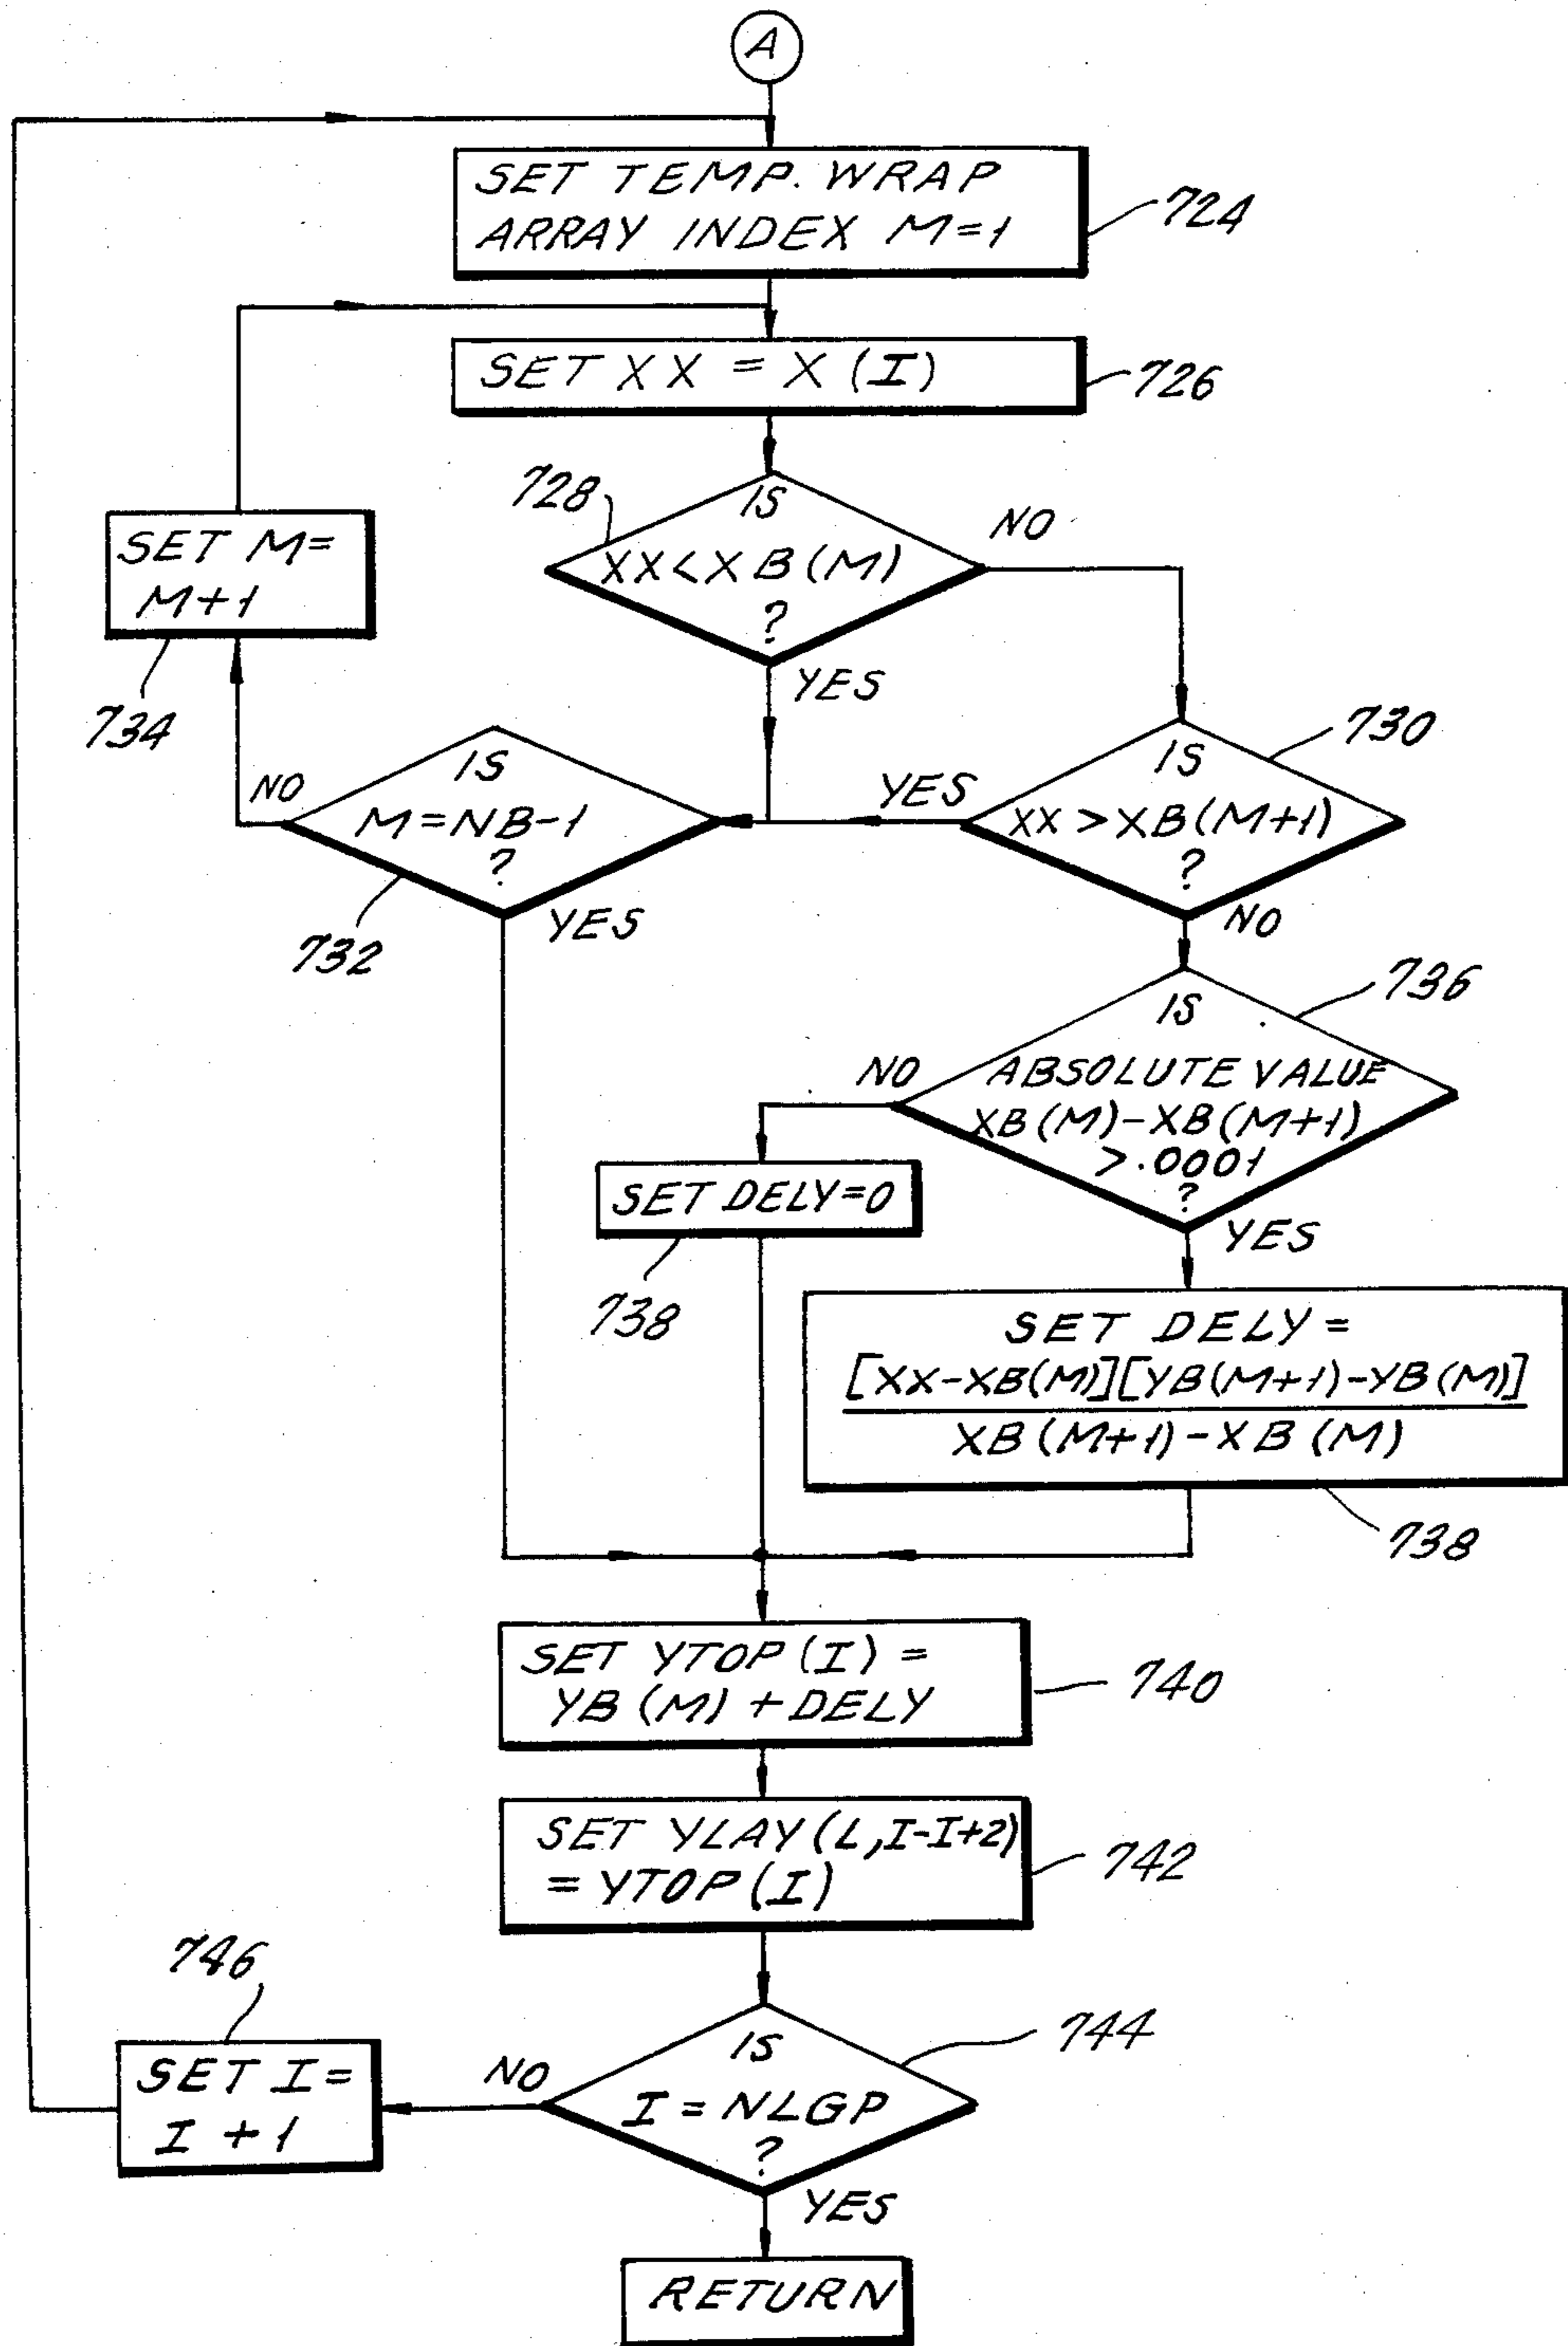 A
SET TEMP. WRAP
ARRAY INDEX M=1
724
SET XX = X (I)
726
728
IS
XX<XB(M)
?
NO
YES
SET M=
M+1
734
730
IS
XX>XB(M+1)
?
YES
NO
IS
M=NB-1
?
NO
YES
732
736
IS
ABSOLUTE VALUE
XB(M)-XB(M+1)
>.0001
?
NO
YES
SET DELY=0
738
SET DELY=
[XX-XB(M)][YB(M+1)-YB(M)]
XB(M+1)-XB(M)
738
SET YTOP(I)=
YB(M)+DELY
740
SET YLAY(L,I-I+2)
=YTOP(I)
742
746
SET I=
I+1
744
IS
I=NLGP
?
NO
YES
RETURN